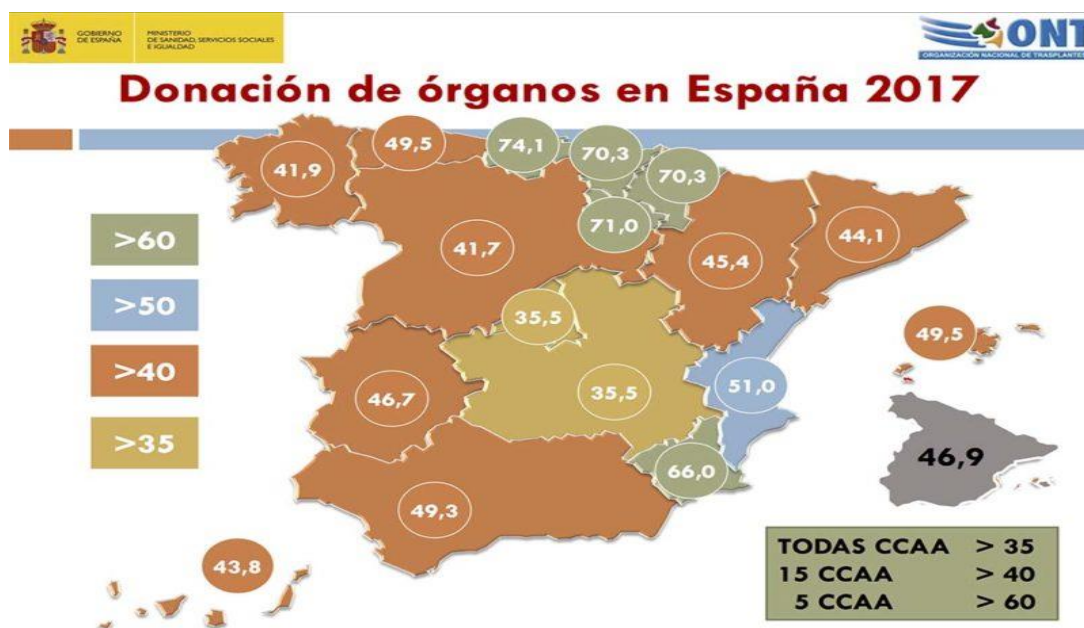 GOBIERNO
DE ESPAÑA
MINISTERIO
DE SANIDAD, SERVICIOS SOCIALES
E IGUALDAD
ONT
ORGANIZACIÓN NACIONAL DE TRASPLANTES
Donación de órganos en España 2017
41,9
49,5
74,1
70,3
70,3
71,0
41,7
45,4
44,1
>60
>50
>40
>35
35,5
35,5
46,7
51,0
49,5
46,9
66,0
49,3
43,8
TODAS CCAA > 35
15 CCAA > 40
5 CCAA > 60